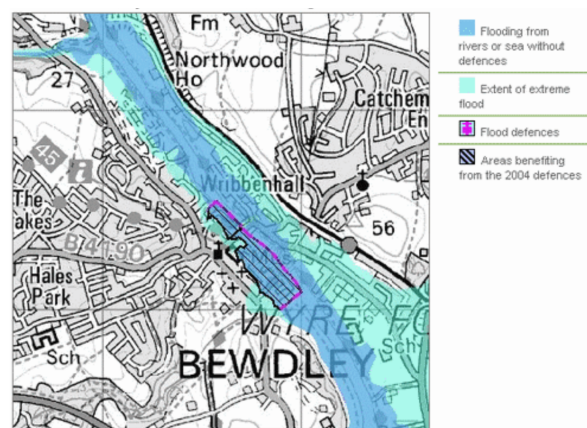 Fm
Northwood
Ho
27
Catchem
En
45
Wribbenhall
The
akes
56
B4190
Hales
Park
WYRE FO
Sch
Sch
BEWDLEY
Flooding from
rivers or sea without
defences
Extent of extreme
flood
Flood defences
Areas benefiting
from the 2004 defences